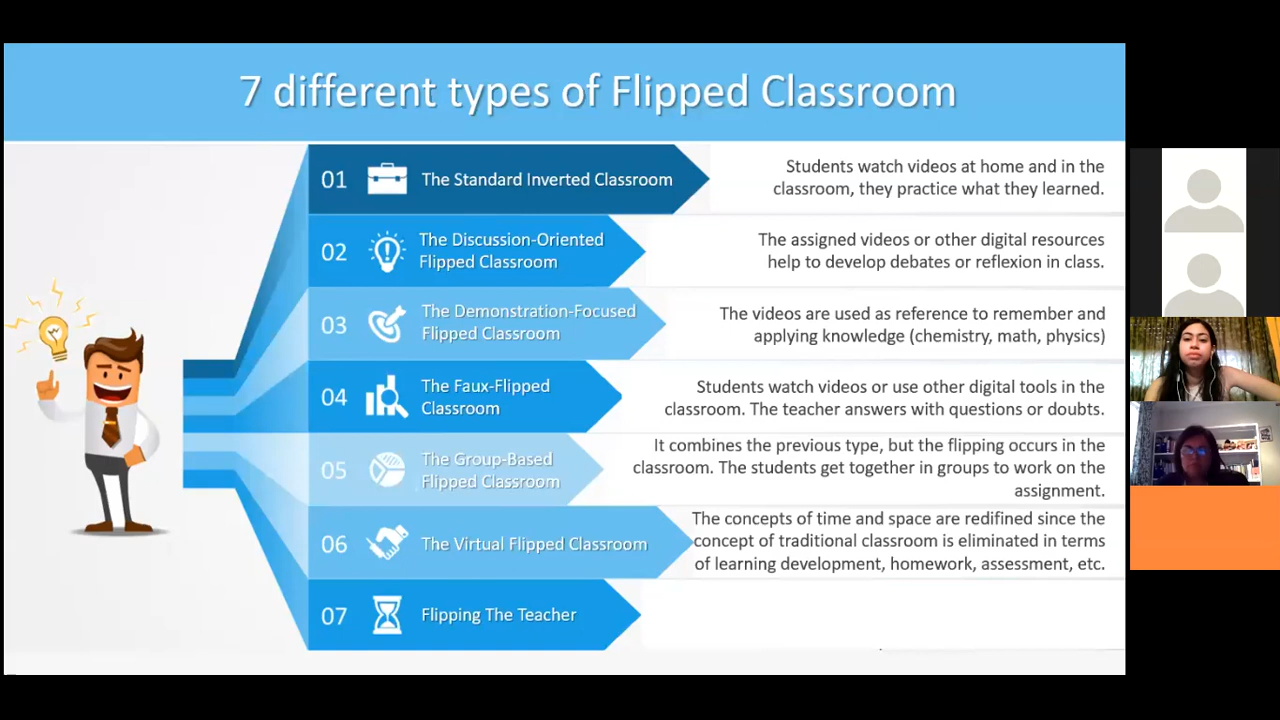 7 different types of Flipped Classroom
01
The Standard Inverted Classroom
Students watch videos at home and in the
classroom, they practice what they learned.
02
The Discussion-Oriented
Flipped Classroom
The assigned videos or other digital resources
help to develop debates or reflexion in class.
03
The Demonstration-Focused
Flipped Classroom
The videos are used as reference to remember and
applying knowledge (chemistry, math, physics)
04
The Faux-Flipped
Classroom
Students watch videos or use other digital tools in the
classroom. The teacher answers with questions or doubts.
05
The Group-Based
Flipped Classroom
It combines the previous type, but the flipping occurs in the
classroom. The students get together in groups to work on the
assignment.
06
The Virtual Flipped Classroom
The concepts of time and space are redifined since the
concept of traditional classroom is eliminated in terms
of learning development, homework, assessment, etc.
07
Flipping The Teacher